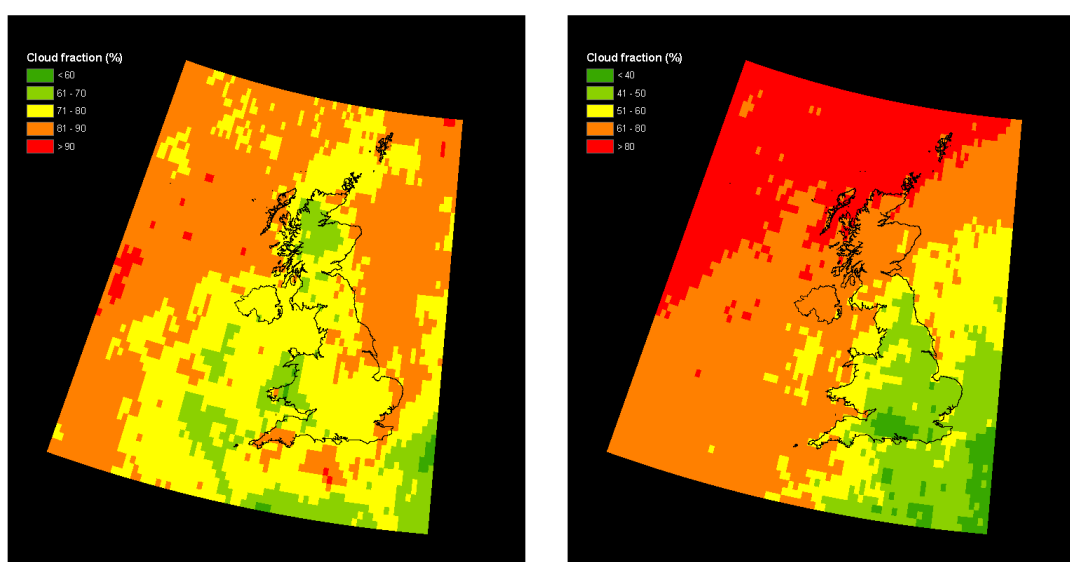 Cloud fraction (%)
< 60
61 - 70
71 - 80
81 - 90
> 90
Cloud fraction (%)
< 40
41 - 50
51 - 60
61 - 80
> 80